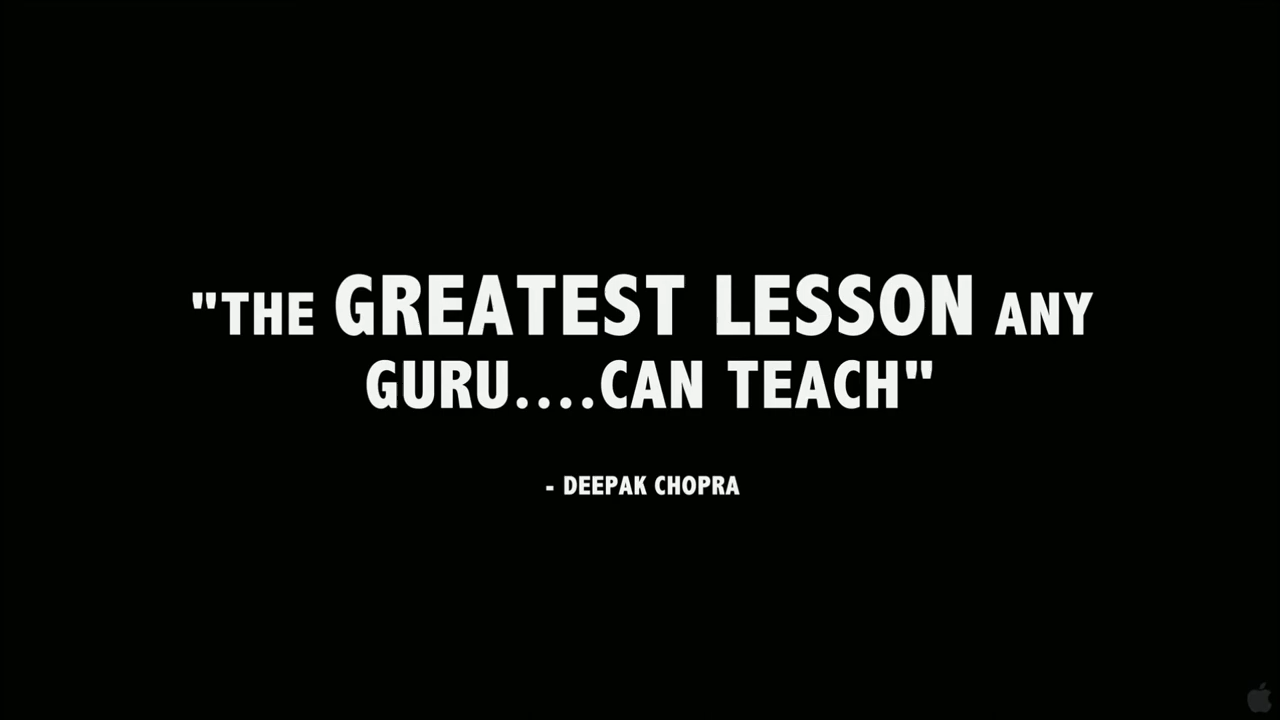 "THE GREATEST LESSON ANY
GURU....CAN TEACH"
- DEEPAK CHOPRA